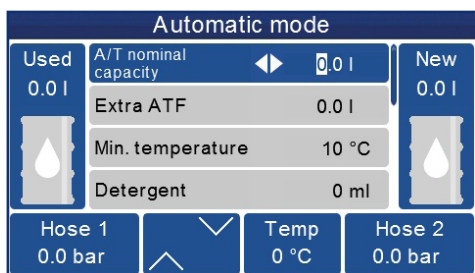 Automatic mode
Used
0.0 l
A/T nominal
capacity
0.0 l
New
0.0 l
Extra ATF
0.0 l
Min. temperature
10 °C
Detergent
0 ml
Hose 1
0.0 bar
Temp
0 °C
Hose 2
0.0 bar